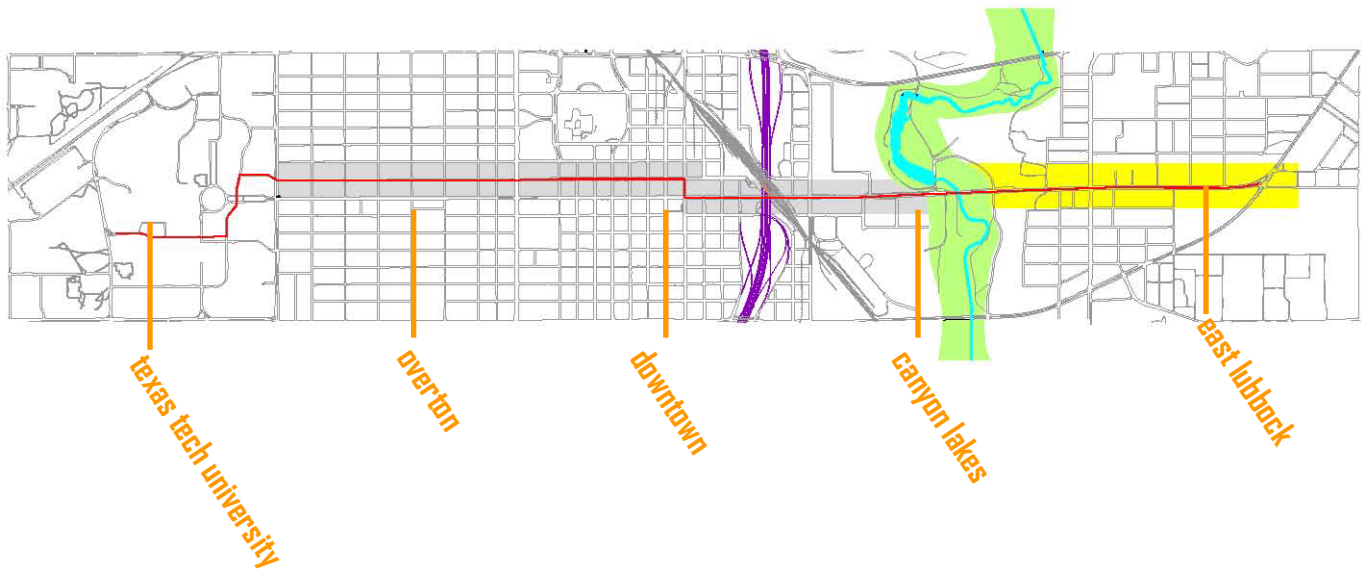 texas tech university
overton
downtown
canyon lakes
east lubbock